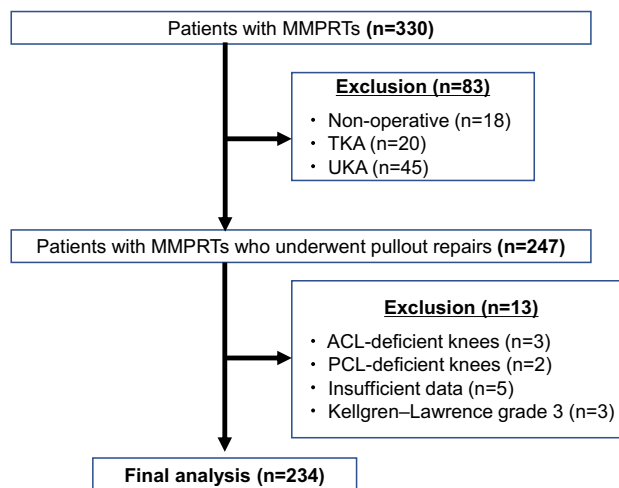 Patients with MMPRTs (n=330)
Exclusion (n=83)
・ Non-operative (n=18)
・ TKA (n=20)
・ UKA (n=45)
Patients with MMPRTs who underwent pullout repairs (n=247)
Exclusion (n=13)
・ ACL-deficient knees (n=3)
・ PCL-deficient knees (n=2)
・ Insufficient data (n=5)
・ Kellgren–Lawrence grade 3 (n=3)
Final analysis (n=234)